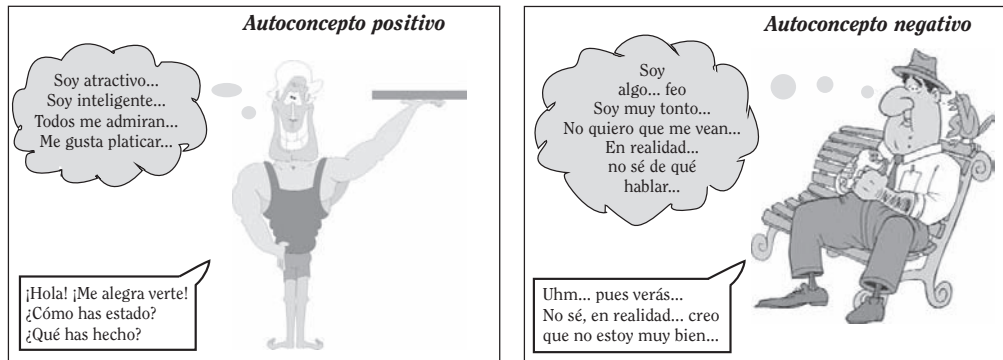 Autoconcepto positivo
Soy atractivo...
Soy inteligente...
Todos me admiran...
Me gusta platicar...
¡Hola! ¡Me alegra verte!
¿Cómo has estado?
¿Qué has hecho?
Autoconcepto negativo
Soy
algo... feo
Soy muy tonto...
No quiero que me vean...
En realidad...
no sé de qué
hablar...
Uhm... pues verás...
No sé, en realidad... creo
que no estoy muy bien...